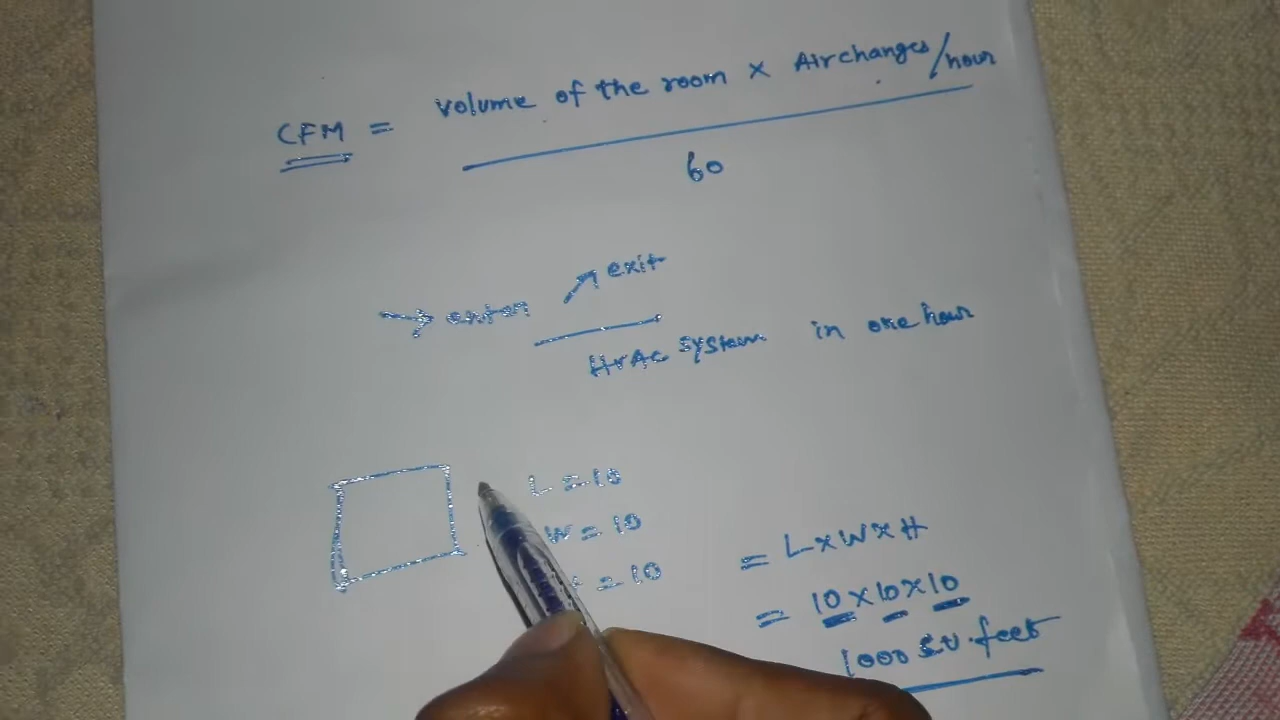 CFM = volume of the room x Airchanges/hour
60
→ enter ↗ exit
HVAC system in one hour
L = 10
W = 10
= 10
= L x W x H
= 10 x 10 x 10
1000 cu.feet